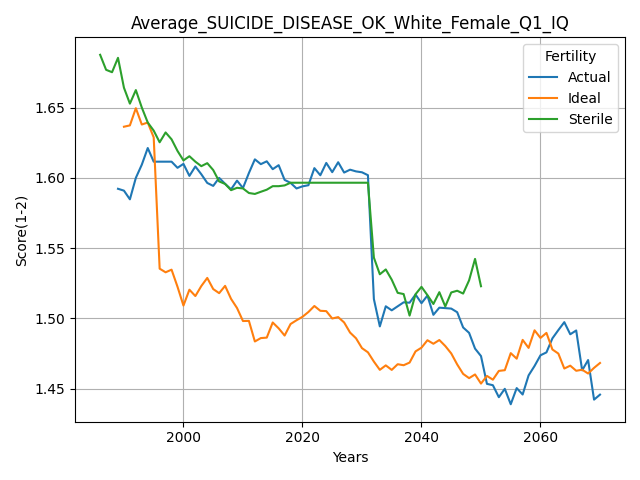 Average_SUICIDE_DISEASE_OK_White_Female_Q1_IQ
Fertility
Actual
Ideal
Sterile
Score(1-2)
1.65
1.60
1.55
1.50
1.45
2000 2020 2040 2060
Years